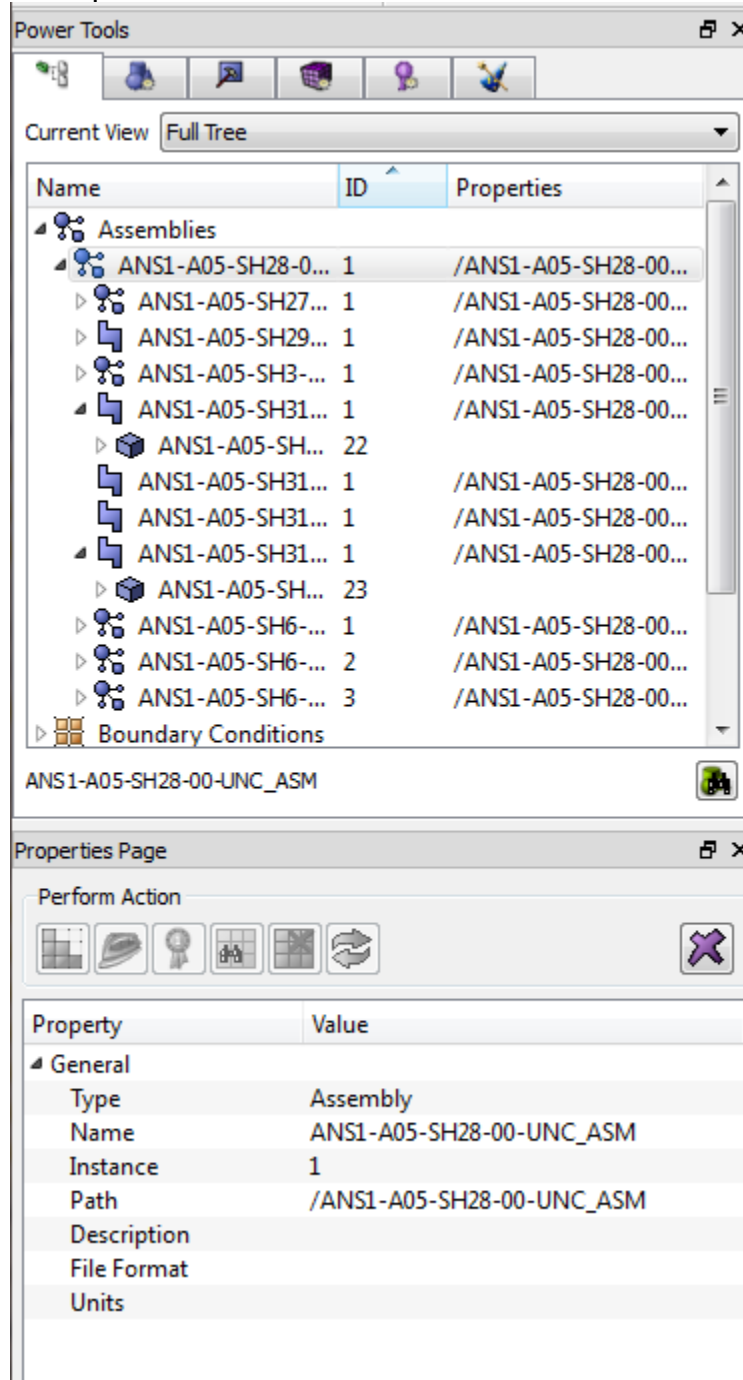 Power Tools
Current View Full Tree
Name ID Properties
Assemblies
ANS1-A05-SH28-0... 1 /ANS1-A05-SH28-00...
ANS1-A05-SH27... 1 /ANS1-A05-SH28-00...
ANS1-A05-SH29... 1 /ANS1-A05-SH28-00...
ANS1-A05-SH3-... 1 /ANS1-A05-SH28-00...
ANS1-A05-SH31... 1 /ANS1-A05-SH28-00...
ANS1-A05-SH... 22
ANS1-A05-SH31... 1 /ANS1-A05-SH28-00...
ANS1-A05-SH31... 1 /ANS1-A05-SH28-00...
ANS1-A05-SH31... 1 /ANS1-A05-SH28-00...
ANS1-A05-SH... 23
ANS1-A05-SH6-... 1 /ANS1-A05-SH28-00...
ANS1-A05-SH6-... 2 /ANS1-A05-SH28-00...
ANS1-A05-SH6-... 3 /ANS1-A05-SH28-00...
Boundary Conditions
ANS1-A05-SH28-00-UNC_ASM
Properties Page
Perform Action
Property Value
General
Type Assembly
Name ANS1-A05-SH28-00-UNC_ASM
Instance 1
Path /ANS1-A05-SH28-00-UNC_ASM
Description
File Format
Units